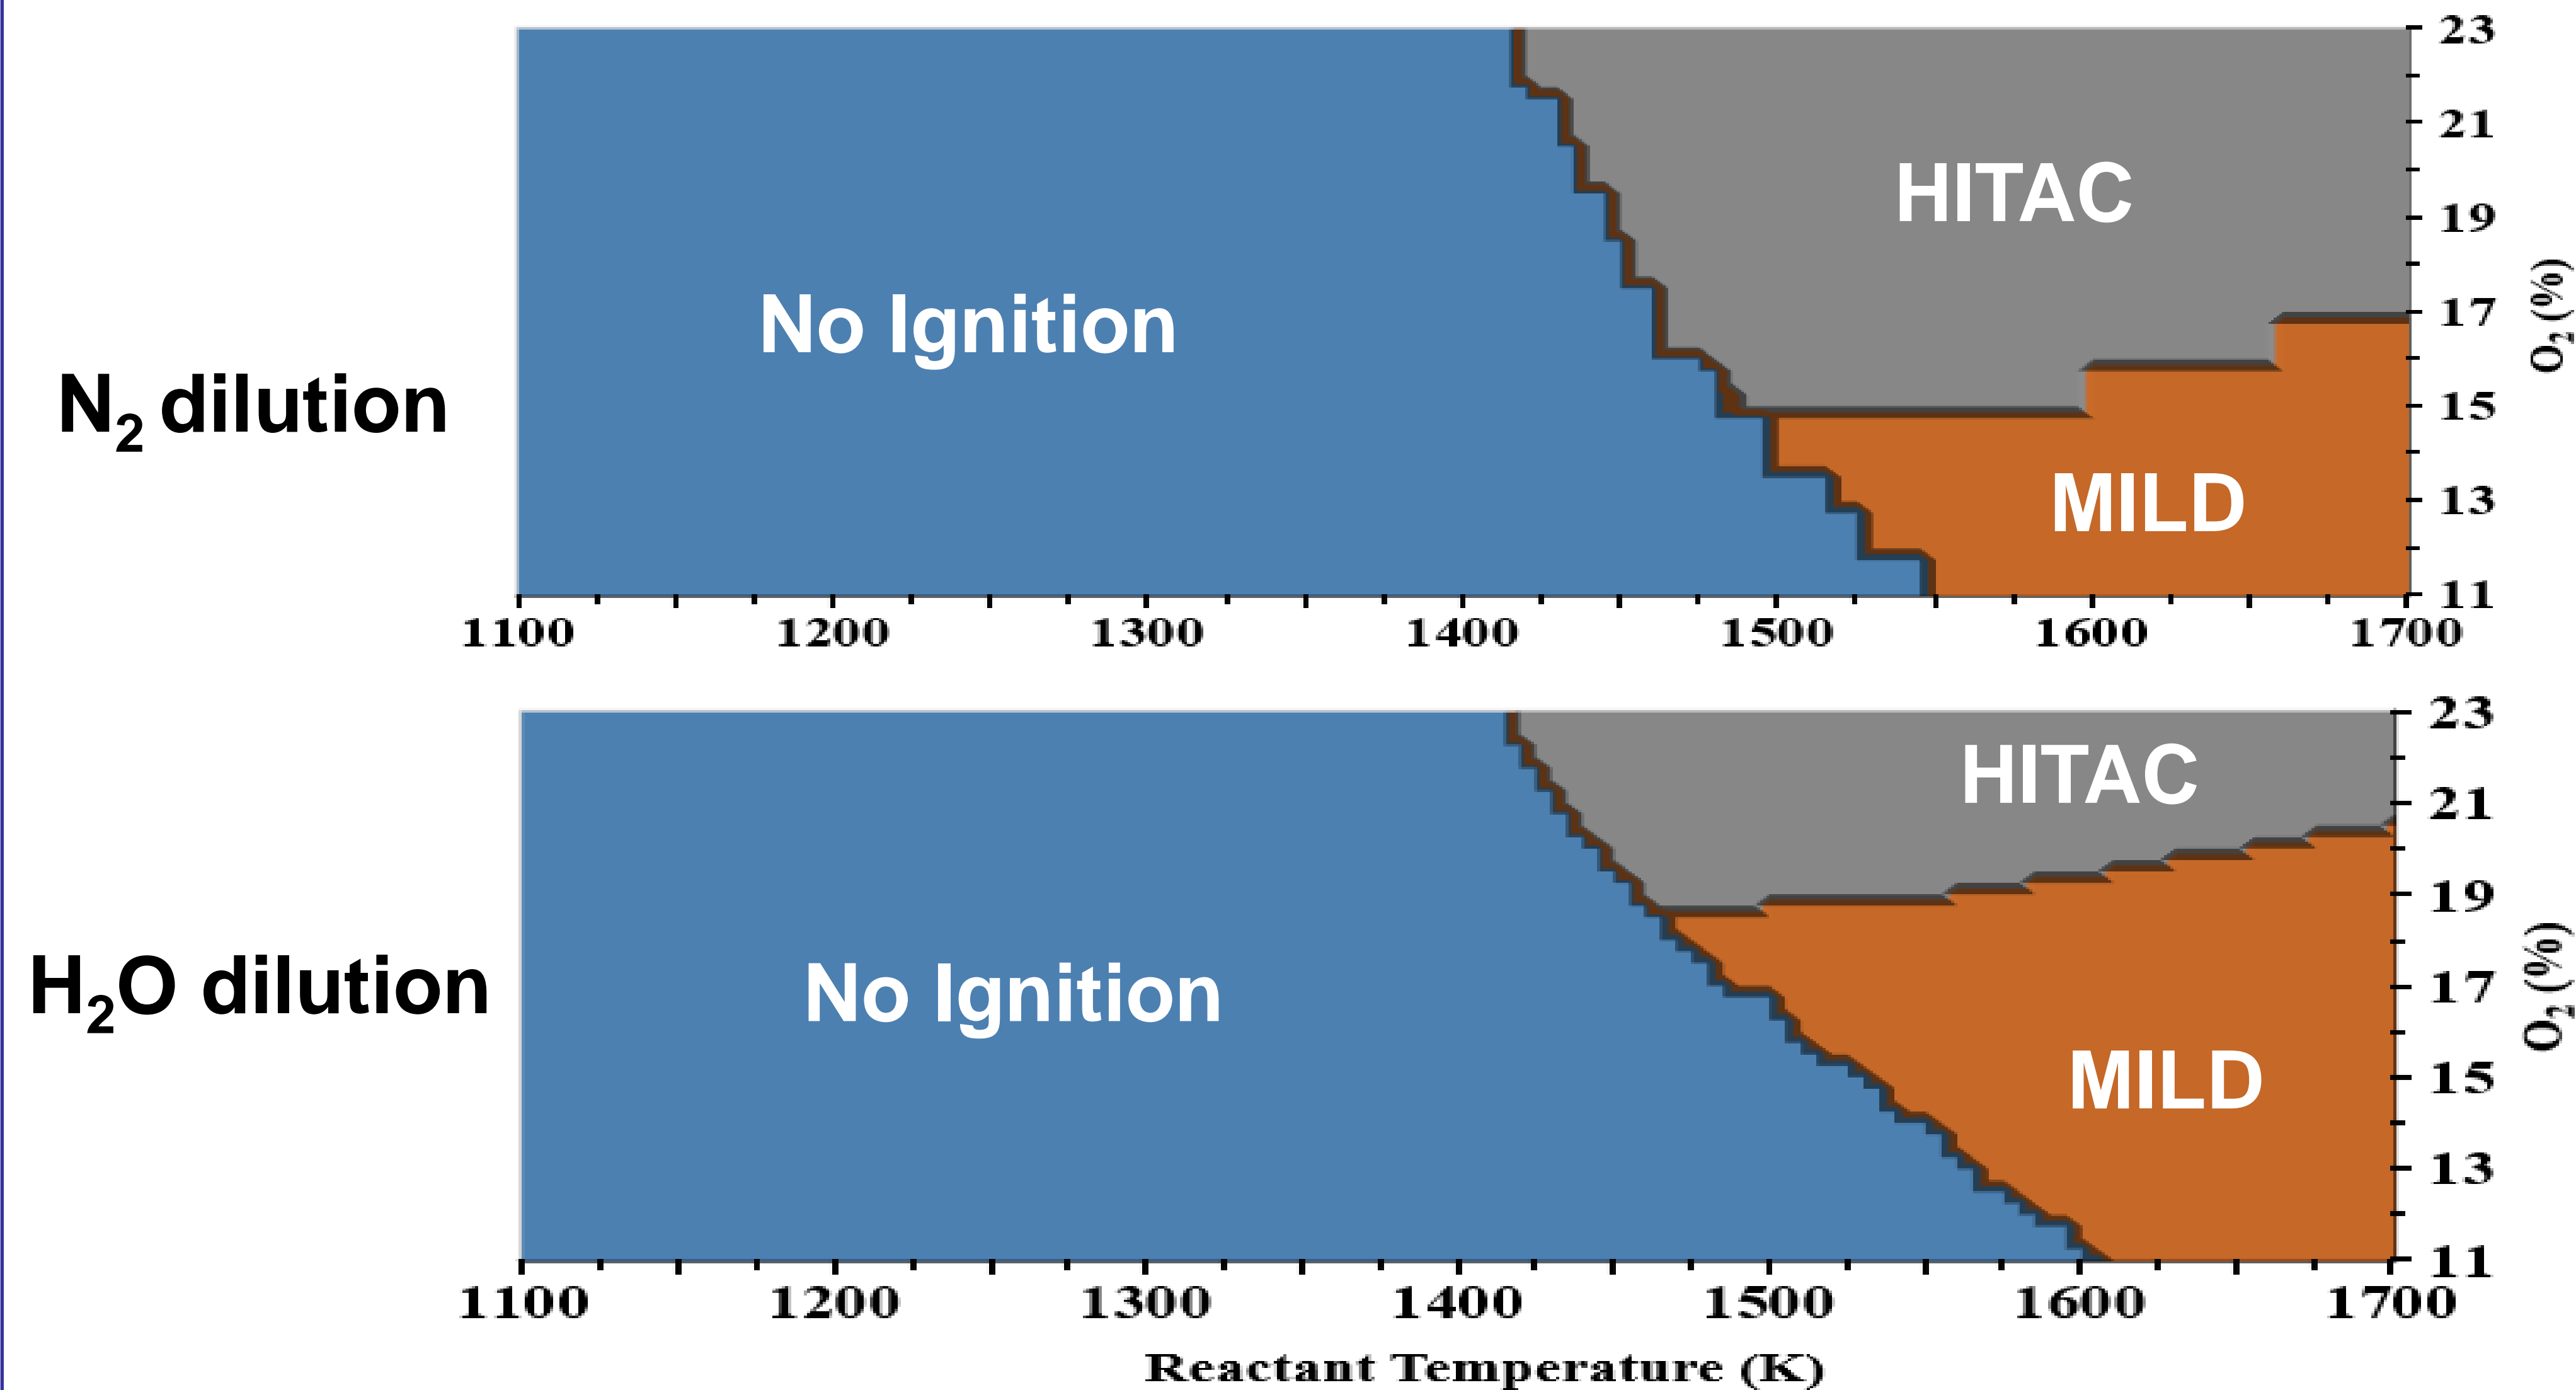 23
21
HITAC
19
17
No Ignition
O₂ (%)
N₂ dilution
15
MILD
13
11
1100 1200 1300 1400 1500 1600 1700
23
HITAC
21
19
H₂O dilution
No Ignition
17
O₂ (%)
15
MILD
13
11
1100 1200 1300 1400 1500 1600 1700
Reactant Temperature (K)